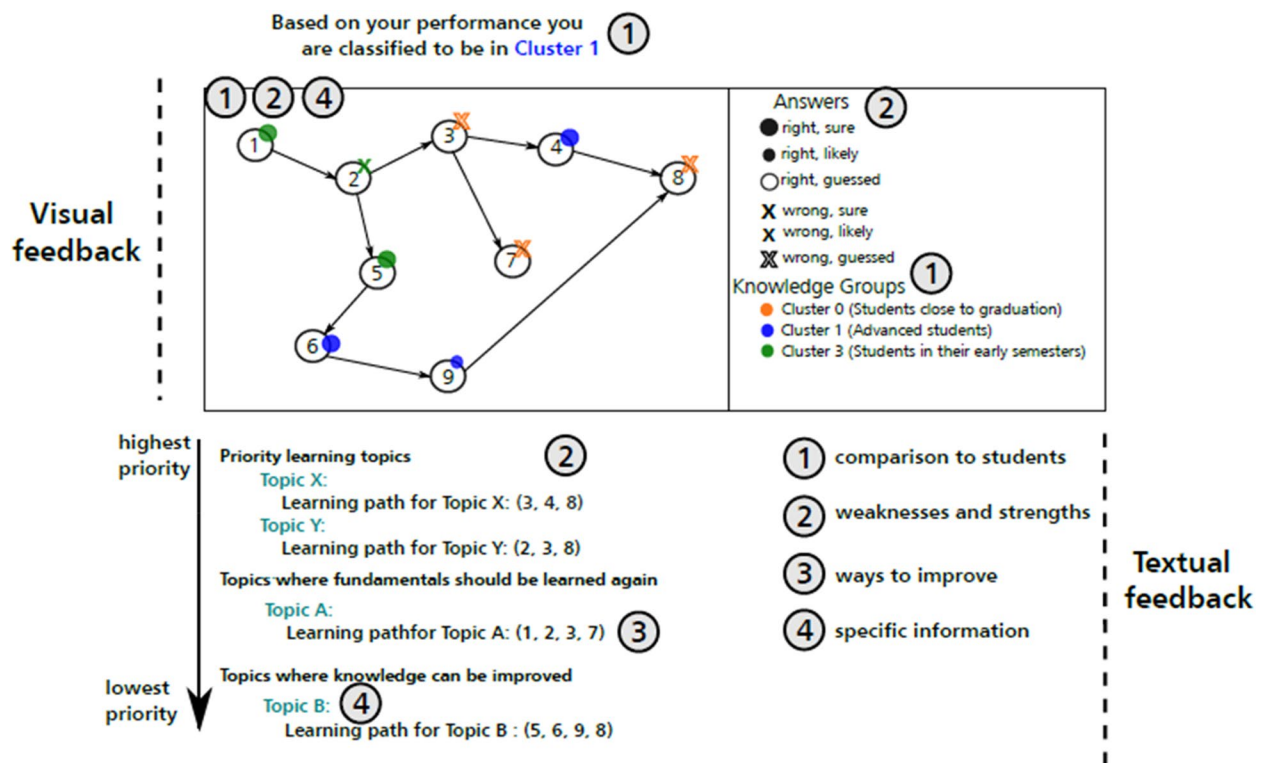 Based on your performance you
are classified to be in Cluster 1
1
1 2 4
Visual
feedback
1
2
X
3
X
4
8
X
5
7
X
6
9
Answers
2
right, sure
right, likely
right, guessed
X wrong, sure
x wrong, likely
X wrong, guessed
1
Knowledge Groups
Cluster 0 (Students close to graduation)
Cluster 1 (Advanced students)
Cluster 3 (Students in their early semesters)
highest
priority
lowest
priority
Priority learning topics
2
Topic X:
Learning path for Topic X: (3, 4, 8)
Topic Y:
Learning path for Topic Y: (2, 3, 8)
Topics where fundamentals should be learned again
Topic A:
Learning pathfor Topic A: (1, 2, 3, 7)
3
Topics where knowledge can be improved
Topic B:
4
Learning path for Topic B : (5, 6, 9, 8)
1 comparison to students
2 weaknesses and strengths
3 ways to improve
4 specific information
Textual
feedback